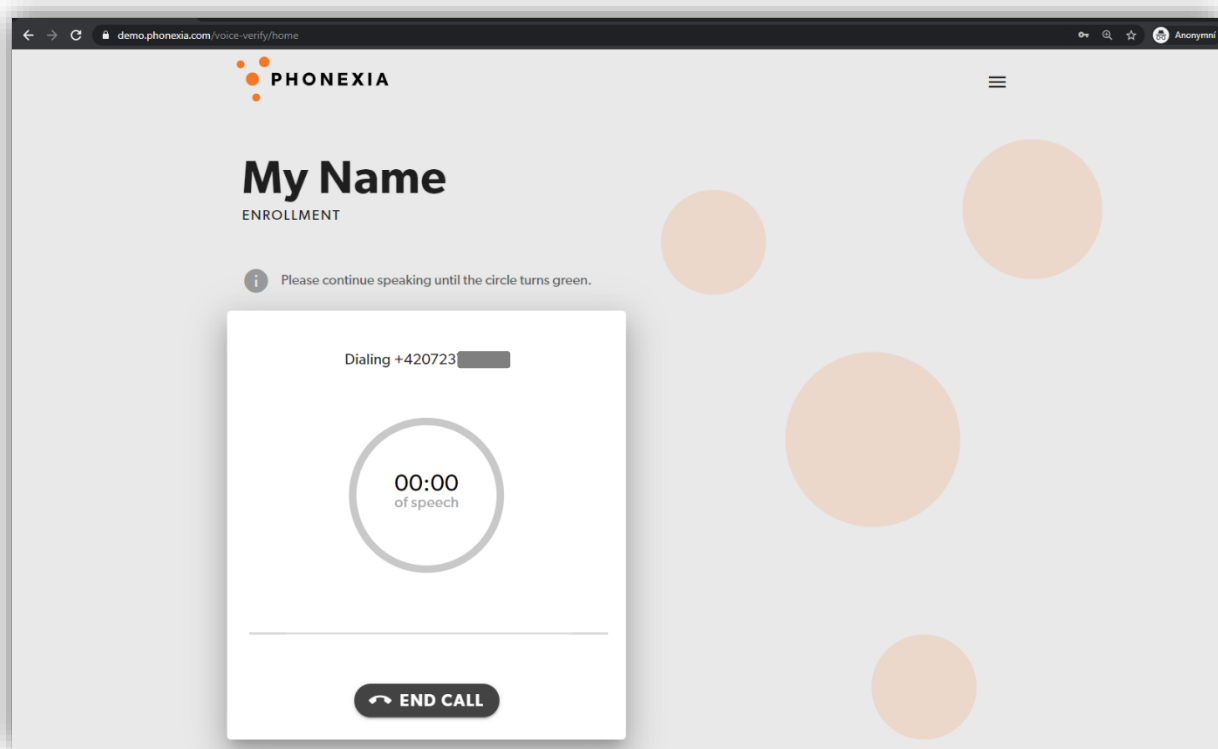 demo.phonexia.com/voice-verify/home
Anonymní
PHONEXIA
My Name
ENROLLMENT
i Please continue speaking until the circle turns green.
Dialing +420723
00:00
of speech
END CALL